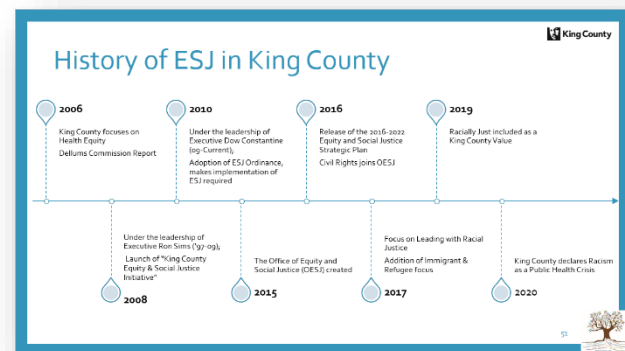 King County
History of ESJ in King County
2006
King County focuses on
Health Equity
Dellums Commission Report
2010
Under the leadership of
Executive Dow Constantine
(09-Current);
Adoption of ESJ Ordinance,
makes implementation of
ESJ required
2016
Release of the 2016-2022
Equity and Social Justice
Strategic Plan
Civil Rights joins OESJ
2019
Racially Just included as a
King County Value
Under the leadership of
Executive Ron Sims ('97-09);
Launch of "King County
Equity & Social Justice
Initiative"
2008
The Office of Equity and
Social Justice (OESJ) created
2015
Focus on Leading with Racial
Justice
Addition of Immigrant &
Refugee focus
2017
King County declares Racism
as a Public Health Crisis
2020
51